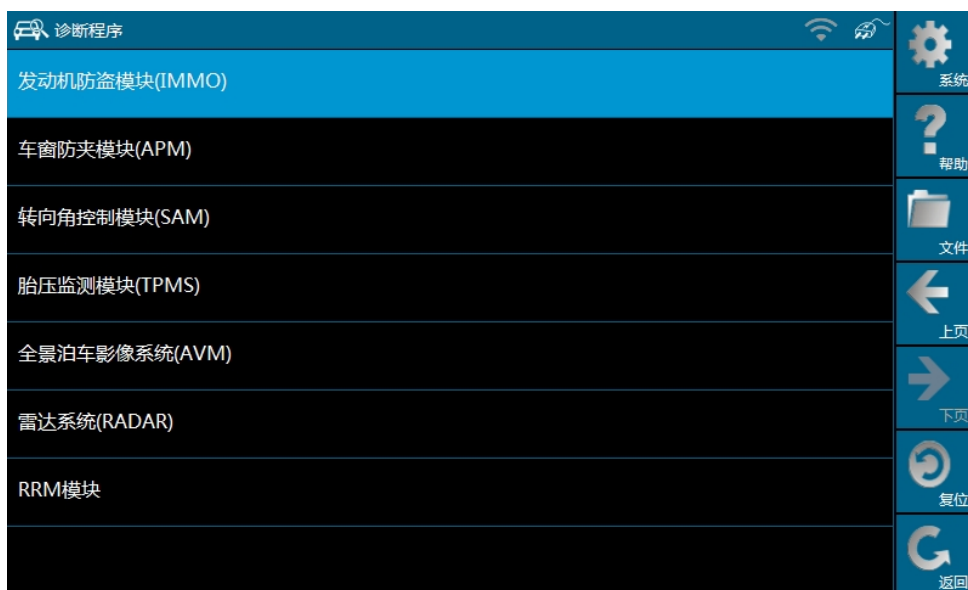 诊断程序
发动机防盗模块(IMMO)
车窗防夹模块(APM)
转向角控制模块(SAM)
胎压监测模块(TPMS)
全景泊车影像系统(AVM)
雷达系统(RADAR)
RRM模块
系统
帮助
文件
上页
下页
复位
返回